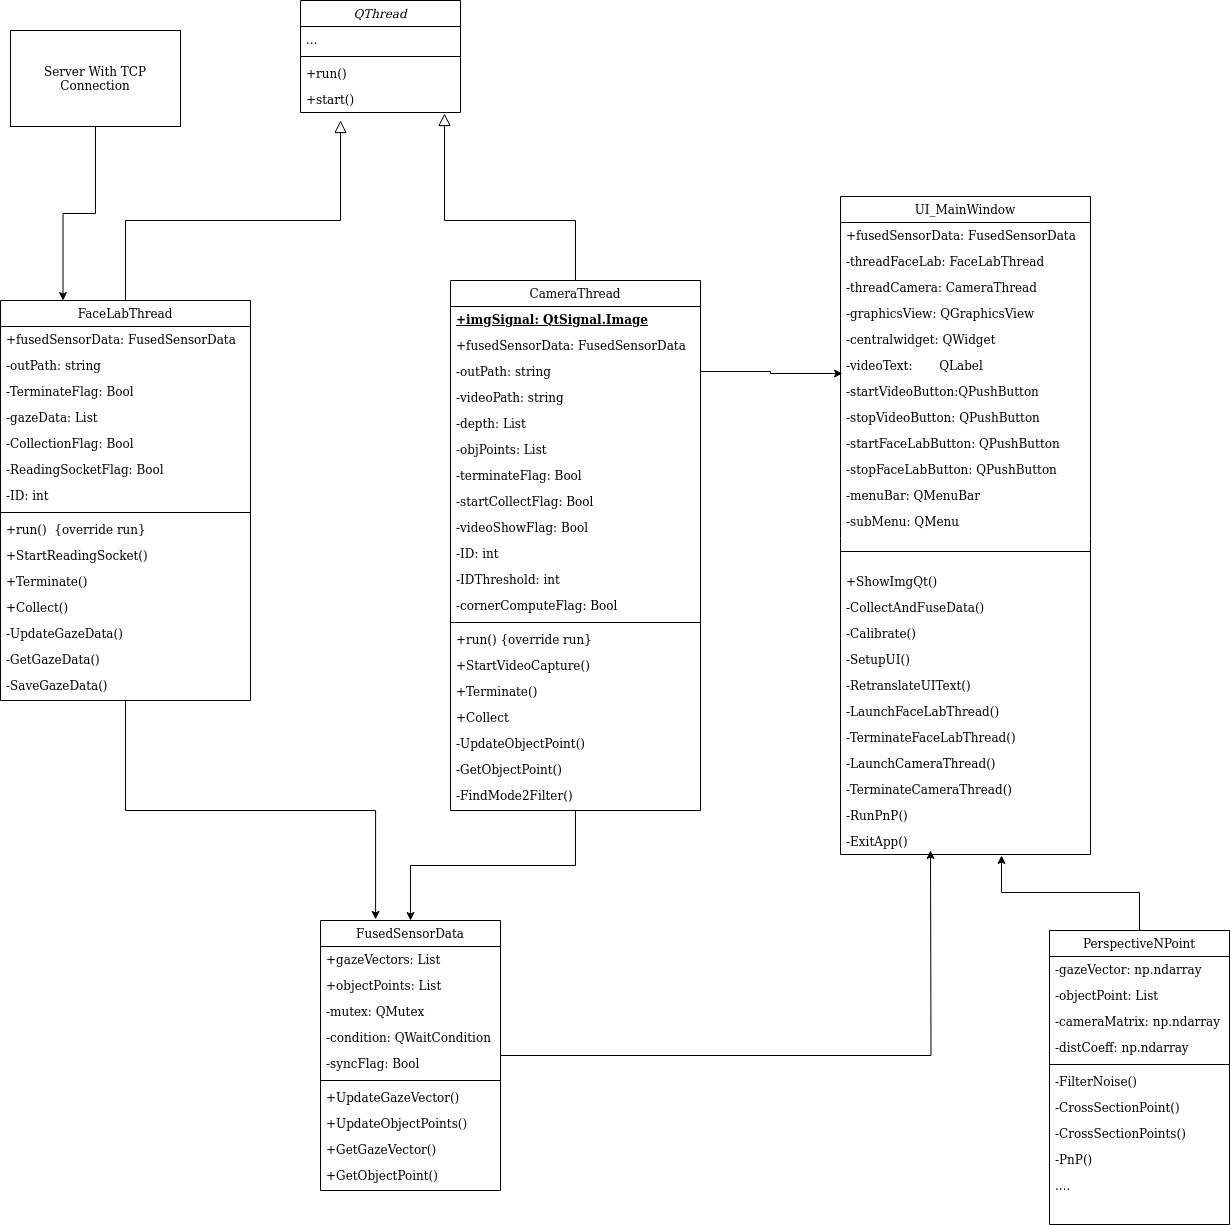 QThread
...
+run()
+start()
Server With TCP
Connection
FaceLabThread
+fusedSensorData: FusedSensorData
-outPath: string
-TerminateFlag: Bool
-gazeData: List
-CollectionFlag: Bool
-ReadingSocketFlag: Bool
-ID: int
+run()  {override run}
+StartReadingSocket()
+Terminate()
+Collect()
-UpdateGazeData()
-GetGazeData()
-SaveGazeData()
CameraThread
+imgSignal: QtSignal.Image
+fusedSensorData: FusedSensorData
-outPath: string
-videoPath: string
-depth: List
-objPoints: List
-terminateFlag: Bool
-startCollectFlag: Bool
-videoShowFlag: Bool
-ID: int
-IDThreshold: int
-cornerComputeFlag: Bool
+run() {override run}
+StartVideoCapture()
+Terminate()
+Collect
-UpdateObjectPoint()
-GetObjectPoint()
-FindMode2Filter()
UI_MainWindow
+fusedSensorData: FusedSensorData
-threadFaceLab: FaceLabThread
-threadCamera: CameraThread
-graphicsView: QGraphicsView
-centralwidget: QWidget
-videoText:       QLabel
-startVideoButton:QPushButton
-stopVideoButton: QPushButton
-startFaceLabButton: QPushButton
-stopFaceLabButton: QPushButton
-menuBar: QMenuBar
-subMenu: QMenu
+ShowImgQt()
-CollectAndFuseData()
-Calibrate()
-SetupUI()
-RetranslateUIText()
-LaunchFaceLabThread()
-TerminateFaceLabThread()
-LaunchCameraThread()
-TerminateCameraThread()
-RunPnP()
-ExitApp()
FusedSensorData
+gazeVectors: List
+objectPoints: List
-mutex: QMutex
-condition: QWaitCondition
-syncFlag: Bool
+UpdateGazeVector()
+UpdateObjectPoints()
+GetGazeVector()
+GetObjectPoint()
PerspectiveNPoint
-gazeVector: np.ndarray
-objectPoint: List
-cameraMatrix: np.ndarray
-distCoeff: np.ndarray
-FilterNoise()
-CrossSectionPoint()
-CrossSectionPoints()
-PnP()
....